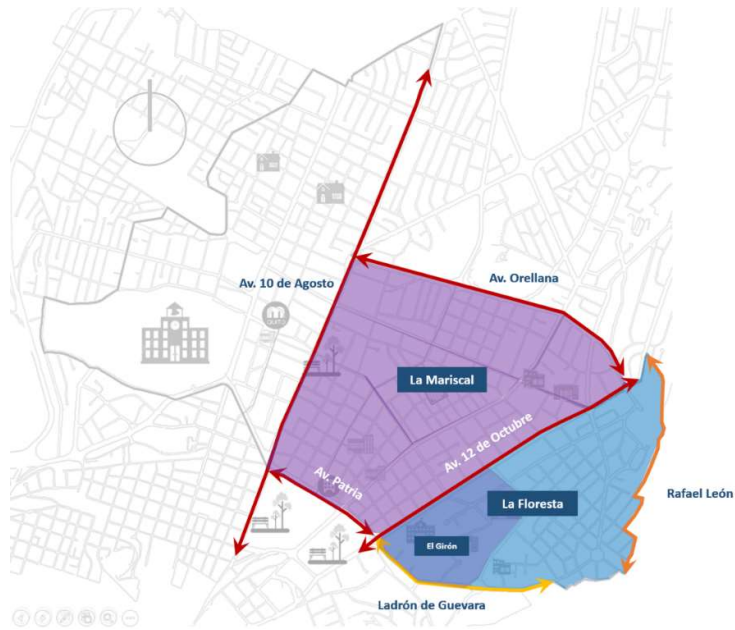 Av. 10 de Agosto
Av. Orellana
La Mariscal
Av. 12 de Octubre
Av. Patria
La Floresta
Rafael León
El Girón
Ladrón de Guevara